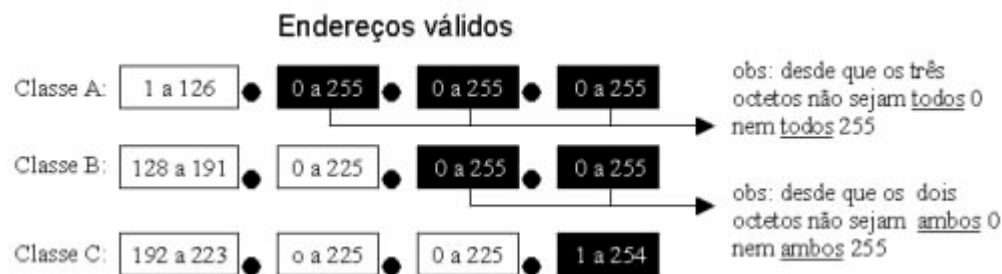 Endereços válidos
Classe A: 1 a 126 0 a 255 0 a 255 0 a 255
obs: desde que os três
octetos não sejam todos 0
nem todos 255
Classe B: 128 a 191 0 a 225 0 a 255 0 a 255
obs: desde que os dois
octetos não sejam ambos 0
nem ambos 255
Classe C: 192 a 223 o a 225 0 a 225 1 a 254